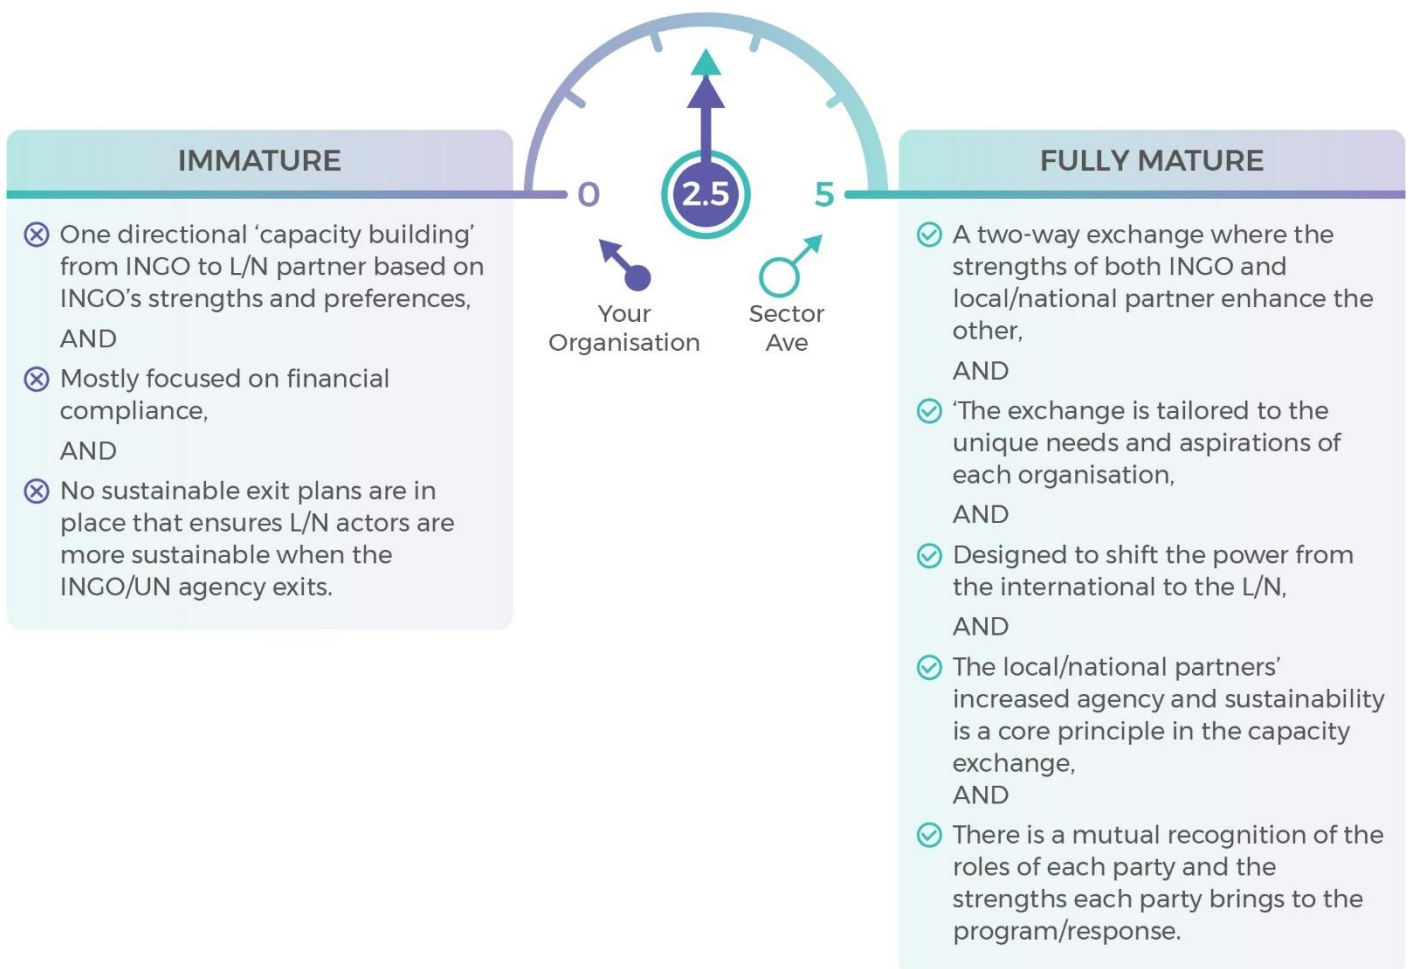 IMMATURE
One directional ‘capacity building’
from INGO to L/N partner based on
INGO’s strengths and preferences,
AND
Mostly focused on financial
compliance,
AND
No sustainable exit plans are in
place that ensures L/N actors are
more sustainable when the
INGO/UN agency exits.
0
2.5
5
Your
Organisation
Sector
Ave
FULLY MATURE
A two-way exchange where the
strengths of both INGO and
local/national partner enhance the
other,
AND
‘The exchange is tailored to the
unique needs and aspirations of
each organisation,
AND
Designed to shift the power from
the international to the L/N,
AND
The local/national partners’
increased agency and sustainability
is a core principle in the capacity
exchange,
AND
There is a mutual recognition of the
roles of each party and the
strengths each party brings to the
program/response.